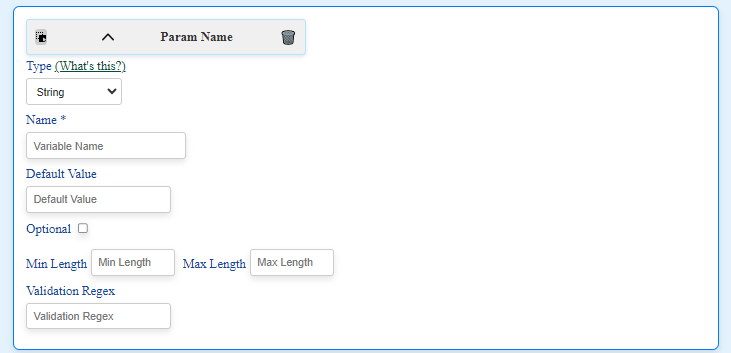 Param Name
Type (What's this?)
String
Name *
Variable Name
Default Value
Default Value
Optional
Min Length Min Length Max Length Max Length
Validation Regex
Validation Regex